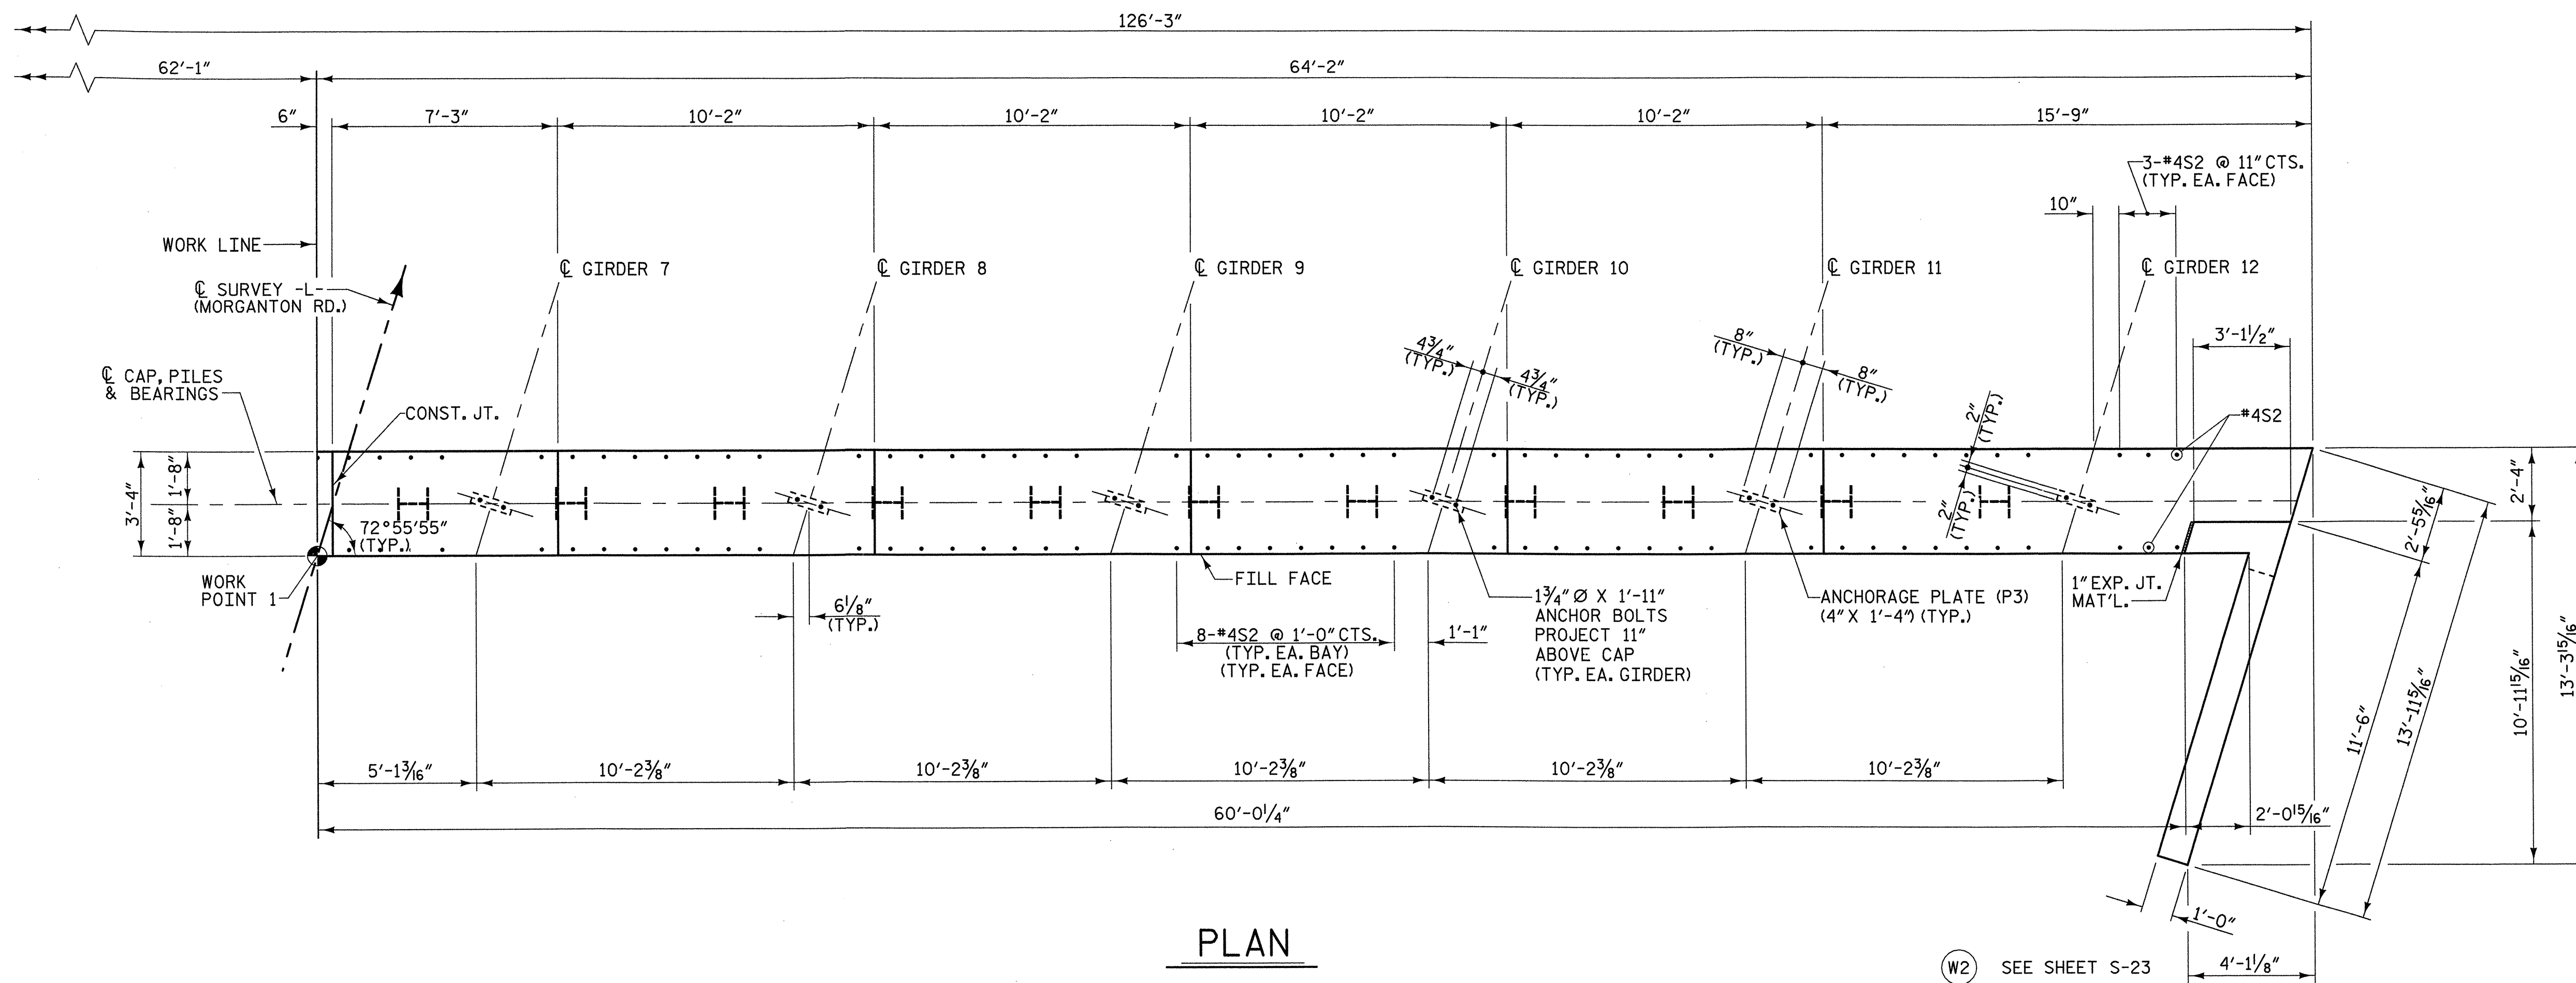 126'-3"
62'-1"
64'-2"
6"
7'-3"
10'-2"
10'-2"
10'-2"
10'-2"
15'-9"
3-#4S2 @ 11" CTS.
(TYP. EA. FACE)
10"
WORK LINE
℄ SURVEY -L-
(MORGANTON RD.)
℄ GIRDER 7
℄ GIRDER 8
℄ GIRDER 9
℄ GIRDER 10
℄ GIRDER 11
℄ GIRDER 12
4¾"
(TYP.)
4¾"
(TYP.)
8"
(TYP.)
8"
(TYP.)
3'-1½"
℄ CAP, PILES
& BEARINGS
CONST. JT.
2"
(TYP.)
2"
(TYP.)
#4S2
3'-4"
1'-8"
1'-8"
72°55'55"
(TYP.)
2'-4"
2'-5⁵⁄₁₆"
WORK
POINT 1
FILL FACE
6⅛"
(TYP.)
8-#4S2 @ 1'-0" CTS.
(TYP. EA. BAY)
(TYP. EA. FACE)
1'-1"
1¾" Ø X 1'-11"
ANCHOR BOLTS
PROJECT 11"
ABOVE CAP
(TYP. EA. GIRDER)
ANCHORAGE PLATE (P3)
(4" X 1'-4") (TYP.)
1" EXP. JT.
MAT'L.
11'-6"
13'-11¹⁵⁄₁₆"
10'-11¹⁵⁄₁₆"
13'-3¹⁵⁄₁₆"
5'-1³⁄₁₆"
10'-2⅜"
10'-2⅜"
10'-2⅜"
10'-2⅜"
10'-2⅜"
60'-0¼"
2'-0¹⁵⁄₁₆"
1'-0"
PLAN
W2 SEE SHEET S-23
4'-1⅛"